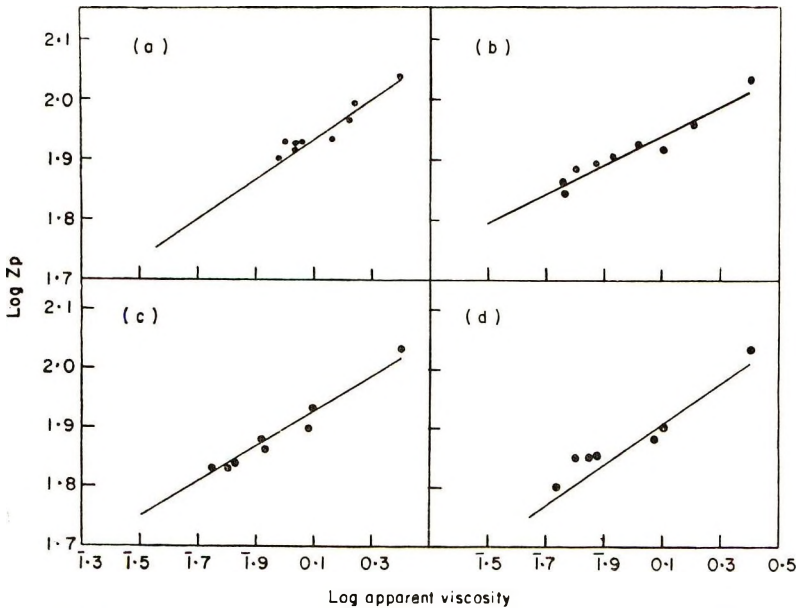 2·1
(a)
(b)
2·0
1·9
1·8
1·7
Log Zp
2·1
(c)
(d)
2·0
1·9
1·8
1·7
1̄·3 1̄·5 1̄·7 1̄·9 0·1 0·3 1̄·5 1̄·7 1̄·9 0·1 0·3 0·5
Log apparent viscosity